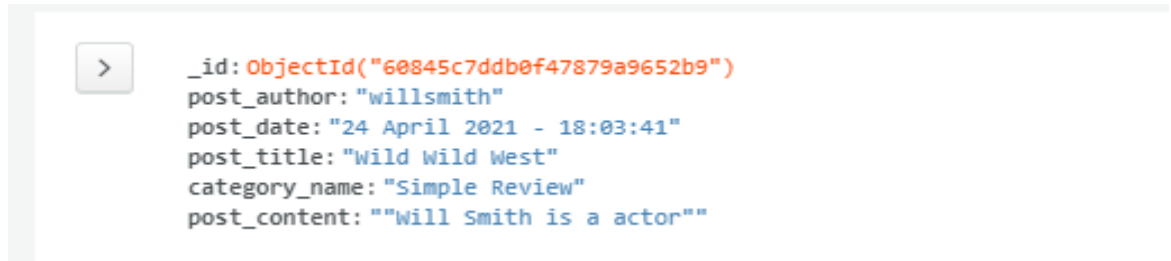 >
_id: ObjectId("60845c7ddb0f47879a9652b9")
post_author: "willsmith"
post_date: "24 April 2021 - 18:03:41"
post_title: "Wild Wild West"
category_name: "Simple Review"
post_content: ""Will Smith is a actor""